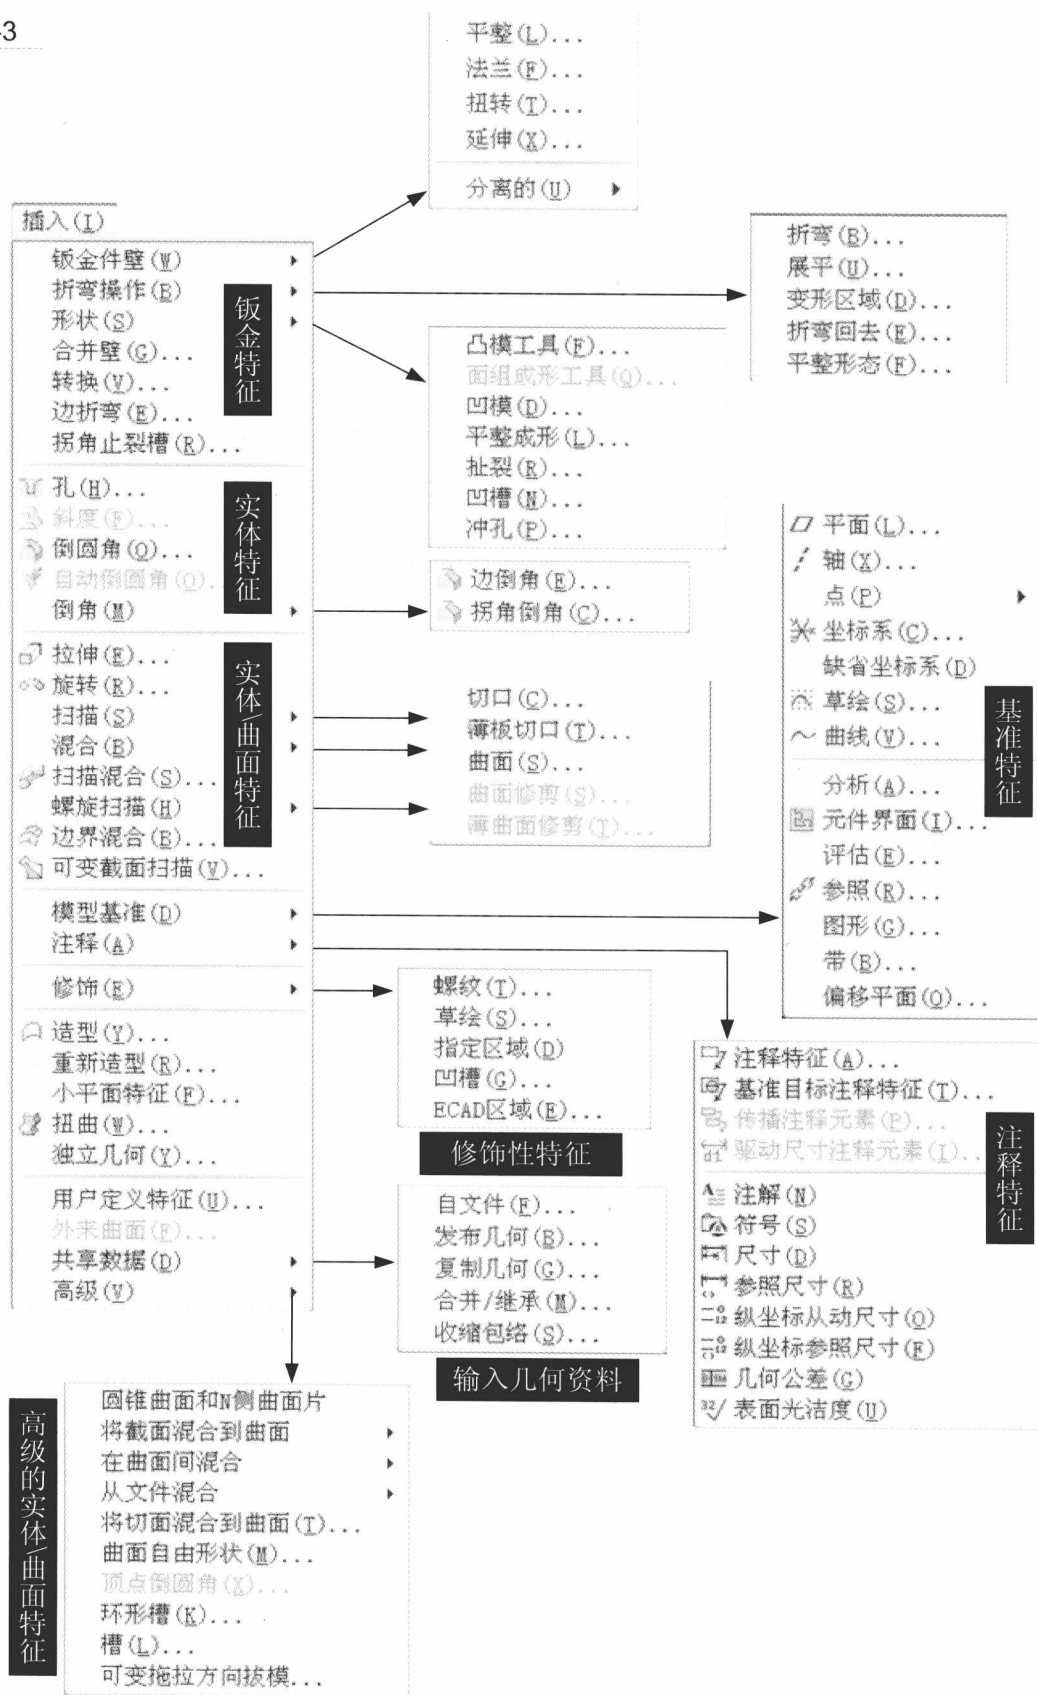 -3
平整(L)...
法兰(F)...
扭转(T)...
延伸(X)...
分离的(U)
插入(I)
钣金件壁(W)
折弯操作(B)
形状(S)
合并壁(G)...
转换(V)...
边折弯(E)...
拐角止裂槽(R)...
钣金特征
折弯(B)...
展平(U)...
变形区域(D)...
折弯回去(E)...
平整形态(F)...
凸模工具(F)...
面组成形工具(Q)...
凹模(D)...
平整成形(L)...
扯裂(R)...
凹槽(N)...
冲孔(P)...
孔(H)...
斜度(F)...
倒圆角(O)...
自动倒圆角(O)..
倒角(M)
实体特征
边倒角(E)...
拐角倒角(C)...
拉伸(E)...
旋转(R)...
扫描(S)
混合(B)
扫描混合(S)...
螺旋扫描(H)
边界混合(B)...
可变截面扫描(V)...
实体/曲面特征
切口(C)...
薄板切口(T)...
曲面(S)...
曲面修剪(S)...
薄曲面修剪(T)...
平面(L)...
轴(X)...
点(P)
坐标系(C)...
缺省坐标系(D)
草绘(S)...
曲线(V)...
分析(A)...
元件界面(I)...
评估(E)...
参照(R)...
图形(G)...
带(B)...
偏移平面(O)...
基准特征
模型基准(D)
注释(A)
修饰(E)
造型(Y)...
重新造型(R)...
小平面特征(F)...
扭曲(W)...
独立几何(Y)...
用户定义特征(U)...
外来曲面(F)...
共享数据(D)
高级(V)
螺纹(T)...
草绘(S)...
指定区域(D)
凹槽(G)...
ECAD区域(E)...
修饰性特征
自文件(F)...
发布几何(B)...
复制几何(G)...
合并/继承(M)...
收缩包络(S)...
输入几何资料
注释特征(A)...
基准目标注释特征(T)...
传播注释元素(P)...
驱动尺寸注释元素(I)...
注解(N)
符号(S)
尺寸(D)
参照尺寸(R)
纵坐标从动尺寸(O)
纵坐标参照尺寸(F)
几何公差(G)
表面光洁度(U)
注释特征
圆锥曲面和N侧曲面片
将截面混合到曲面
在曲面间混合
从文件混合
将切面混合到曲面(T)...
曲面自由形状(M)...
顶点倒圆角(X)...
环形槽(K)...
槽(L)...
可变拖拉方向拔模...
高级的实体/曲面特征